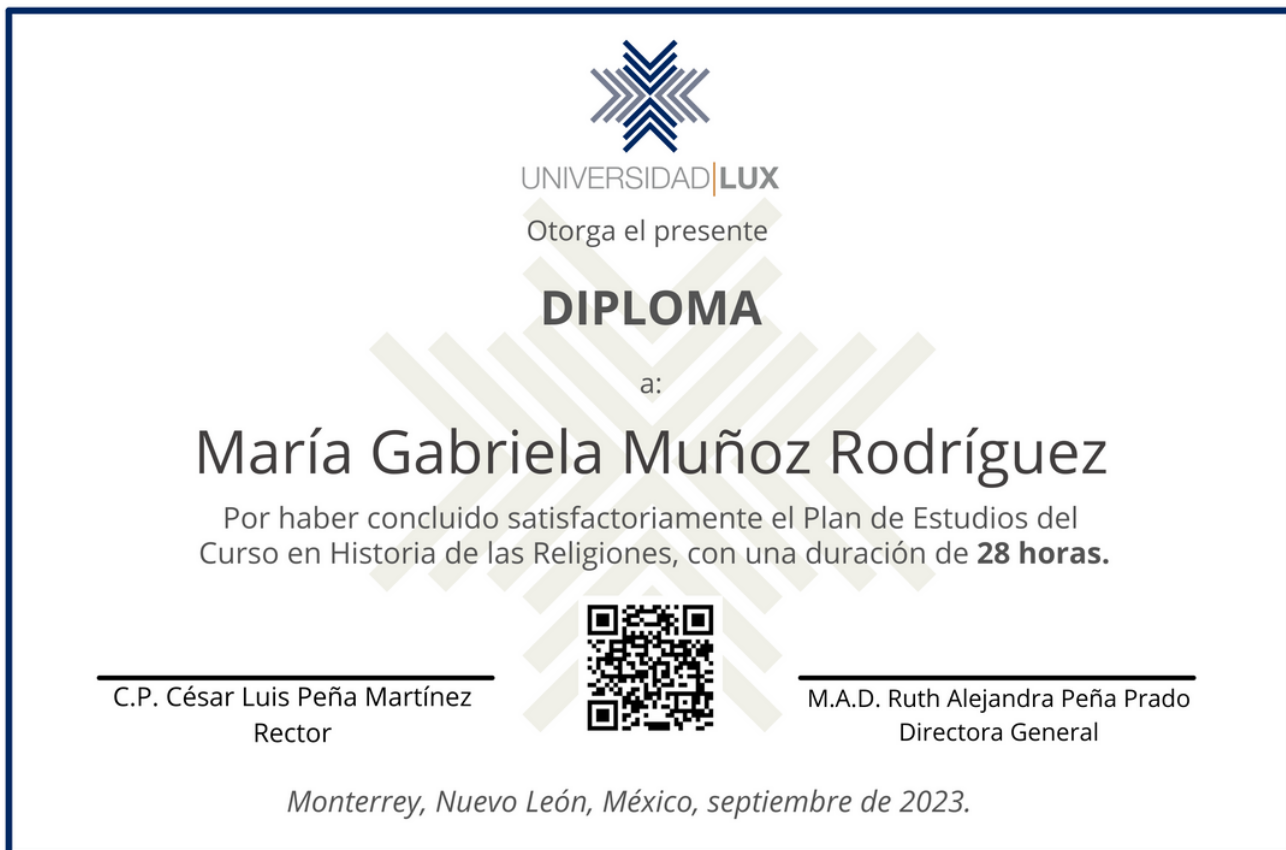 UNIVERSIDAD|LUX
Otorga el presente
DIPLOMA
a:
María Gabriela Muñoz Rodríguez
Por haber concluido satisfactoriamente el Plan de Estudios del
Curso en Historia de las Religiones, con una duración de 28 horas.
C.P. César Luis Peña Martínez
Rector
M.A.D. Ruth Alejandra Peña Prado
Directora General
Monterrey, Nuevo León, México, septiembre de 2023.